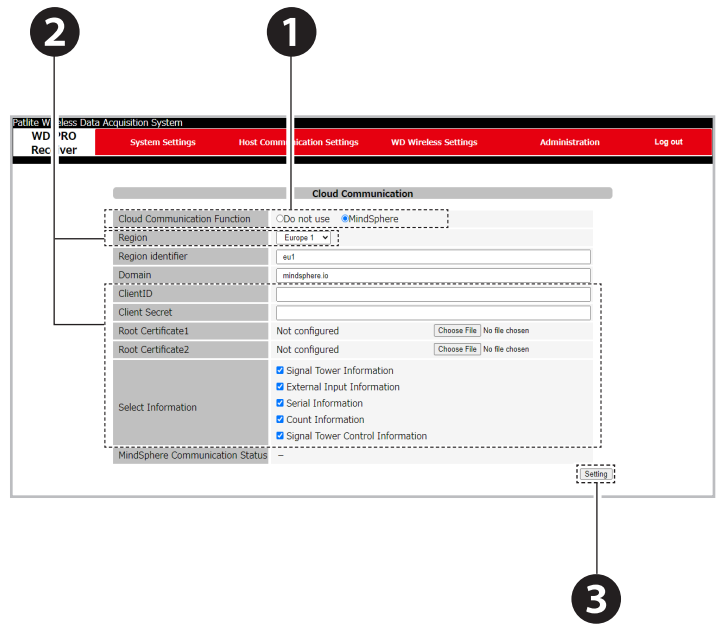 2 1
Patlite Wireless Data Acquisition System
WD PRO
Receiver
System Settings Host Communication Settings WD Wireless Settings Administration Log out
Cloud Communication
Cloud Communication Function Do not use MindSphere
Region Europe 1
Region identifier eu1
Domain mindsphere.io
ClientID
Client Secret
Root Certificate1 Not configured Choose File No file chosen
Root Certificate2 Not configured Choose File No file chosen
Select Information
Signal Tower Information
External Input Information
Serial Information
Count Information
Signal Tower Control Information
MindSphere Communication Status –
Setting
3